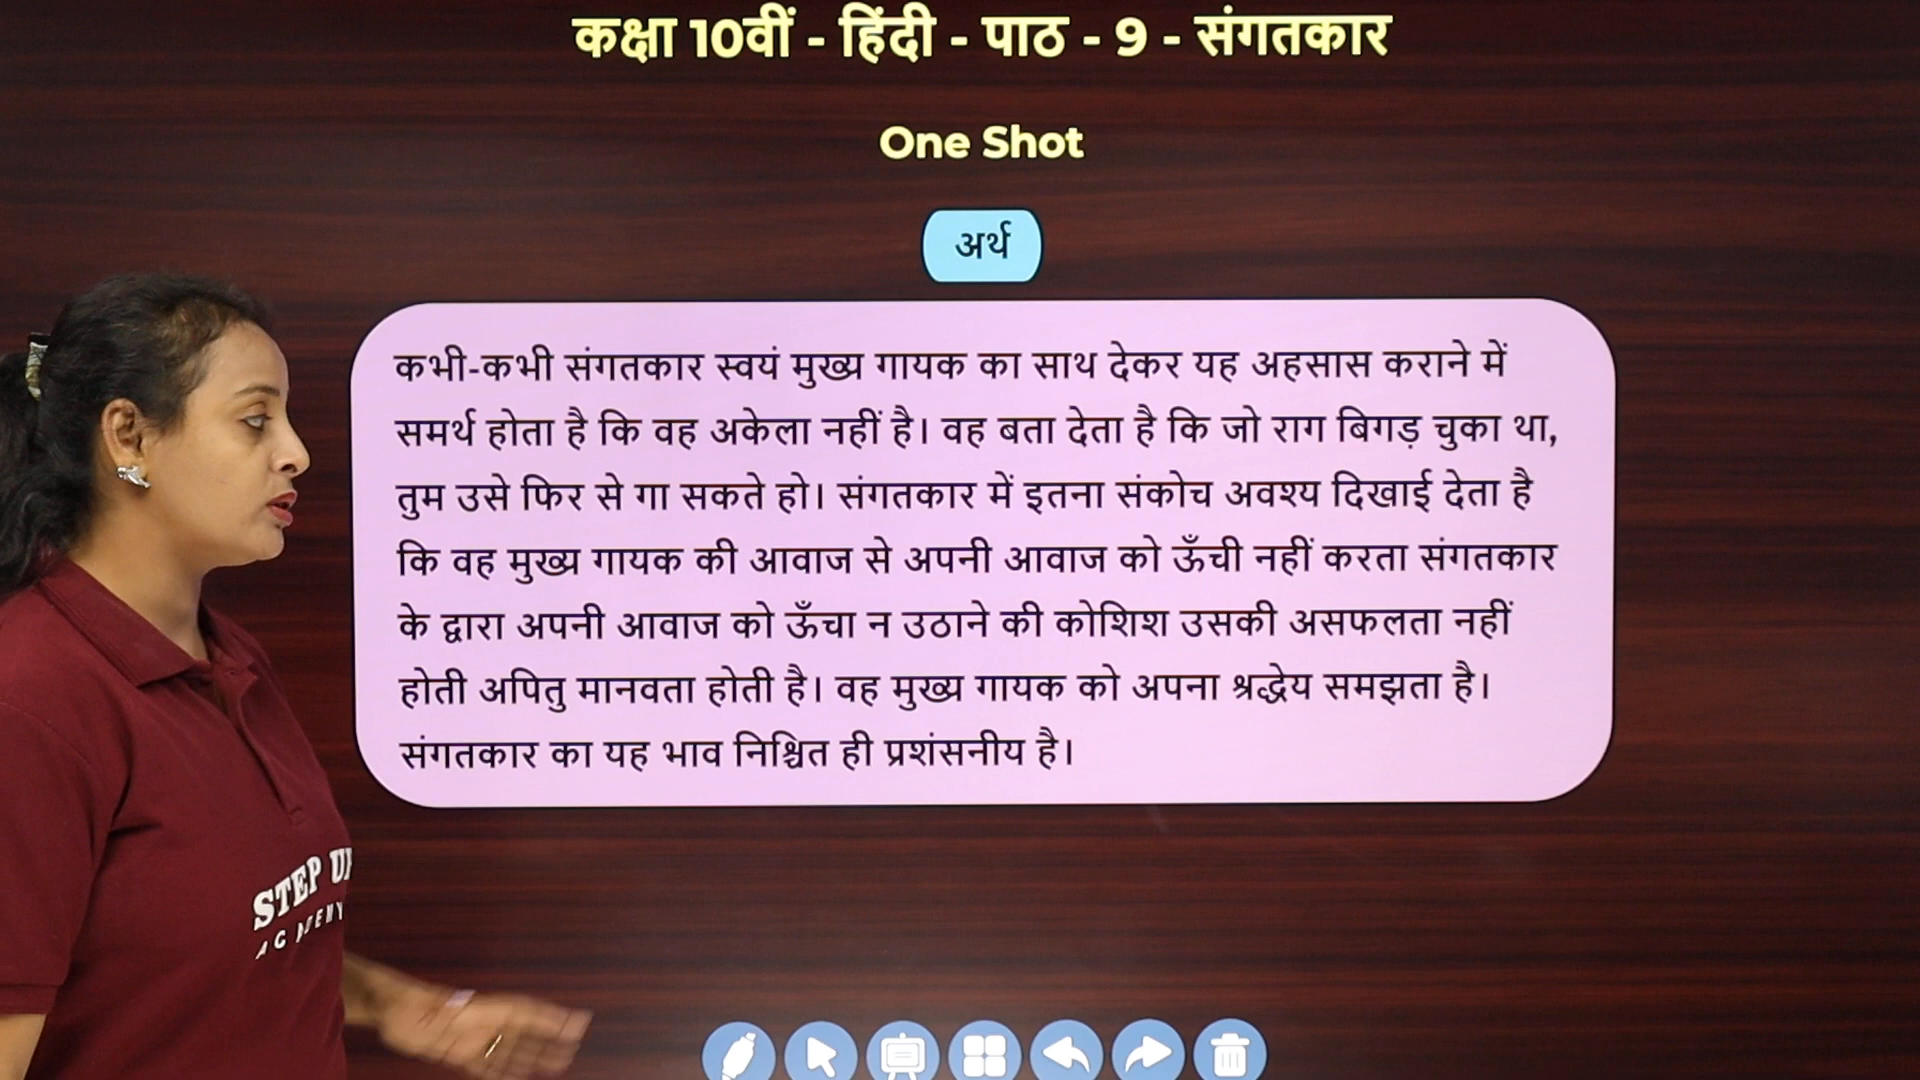 कक्षा 10वीं - हिंदी - पाठ - 9 - संगतकार
One Shot
अर्थ
कभी-कभी संगतकार स्वयं मुख्य गायक का साथ देकर यह अहसास कराने में
समर्थ होता है कि वह अकेला नहीं है। वह बता देता है कि जो राग बिगड़ चुका था,
तुम उसे फिर से गा सकते हो। संगतकार में इतना संकोच अवश्य दिखाई देता है
कि वह मुख्य गायक की आवाज से अपनी आवाज को ऊँची नहीं करता संगतकार
के द्वारा अपनी आवाज को ऊँचा न उठाने की कोशिश उसकी असफलता नहीं
होती अपितु मानवता होती है। वह मुख्य गायक को अपना श्रद्धेय समझता है।
संगतकार का यह भाव निश्चित ही प्रशंसनीय है।
STEP UP
ACADEMY